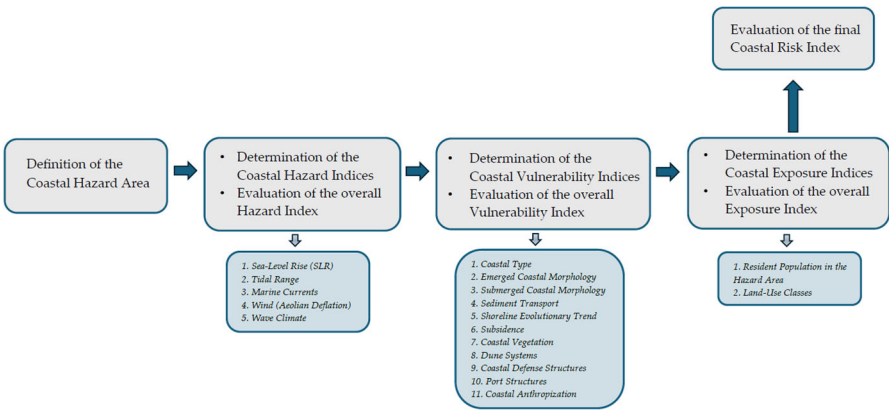 Evaluation of the final
Coastal Risk Index
Definition of the
Coastal Hazard Area
• Determination of the
Coastal Hazard Indices
• Evaluation of the overall
Hazard Index
• Determination of the
Coastal Vulnerability Indices
• Evaluation of the overall
Vulnerability Index
• Determination of the
Coastal Exposure Indices
• Evaluation of the overall
Exposure Index
1. Sea-Level Rise (SLR)
2. Tidal Range
3. Marine Currents
4. Wind (Aeolian Deflation)
5. Wave Climate
1. Coastal Type
2. Emerged Coastal Morphology
3. Submerged Coastal Morphology
4. Sediment Transport
5. Shoreline Evolutionary Trend
6. Subsidence
7. Coastal Vegetation
8. Dune Systems
9. Coastal Defense Structures
10. Port Structures
11. Coastal Anthropization
1. Resident Population in the
Hazard Area
2. Land-Use Classes